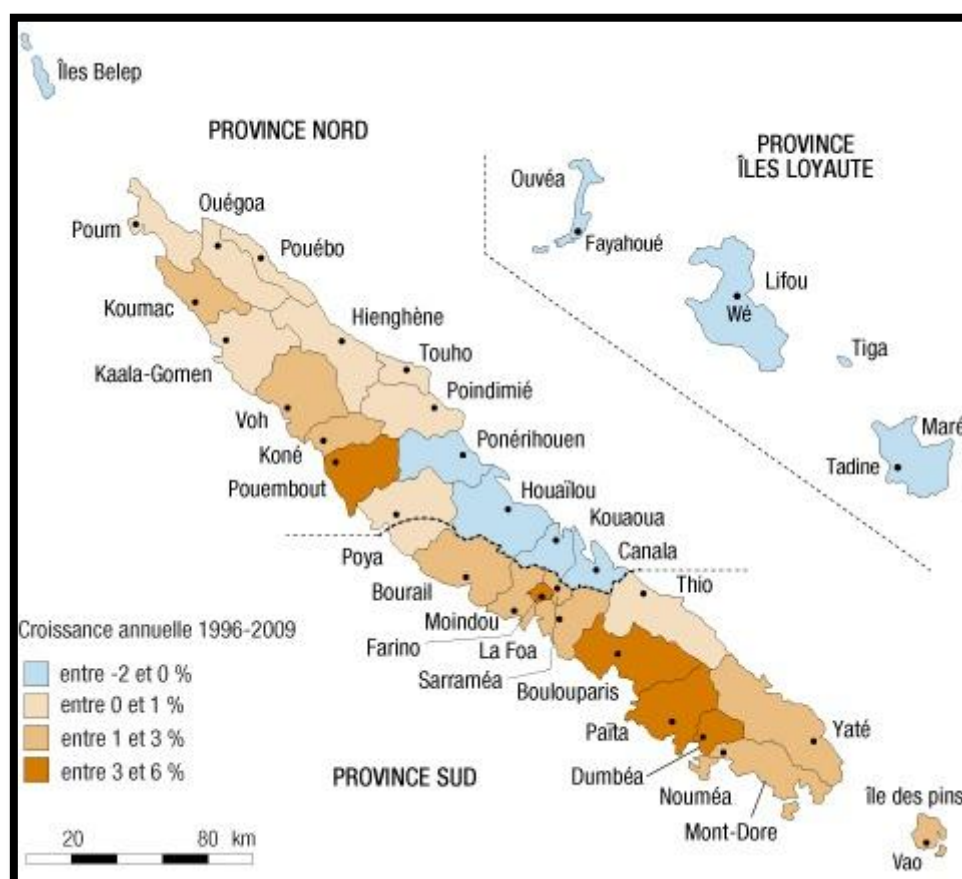 Îles Belep
PROVINCE NORD
PROVINCE
ÎLES LOYAUTE
Ouvéa
Fayahoué
Lifou
Wé
Tiga
Maré
Tadine
Ouégoa
Poum
Pouébo
Koumac
Hienghène
Touho
Kaala-Gomen
Poindimié
Voh
Ponérihouen
Koné
Pouembout
Houaïlou
Kouaoua
Canala
Poya
Thio
Bourail
Moindou
Farino
La Foa
Sarraméa
Boulouparis
Païta
Yaté
Dumbéa
Nouméa
Mont-Dore
île des pins
Vao
PROVINCE SUD
Croissance annuelle 1996-2009
entre -2 et 0 %
entre 0 et 1 %
entre 1 et 3 %
entre 3 et 6 %
20 80 km